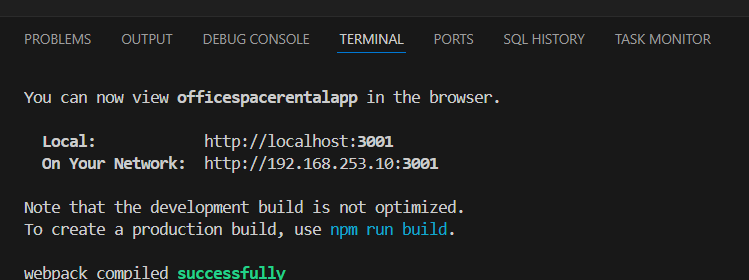 PROBLEMS OUTPUT DEBUG CONSOLE TERMINAL PORTS SQL HISTORY TASK MONITOR
You can now view officespacerentalapp in the browser.
Local: http://localhost:3001
On Your Network: http://192.168.253.10:3001
Note that the development build is not optimized.
To create a production build, use npm run build.
webpack compiled successfully